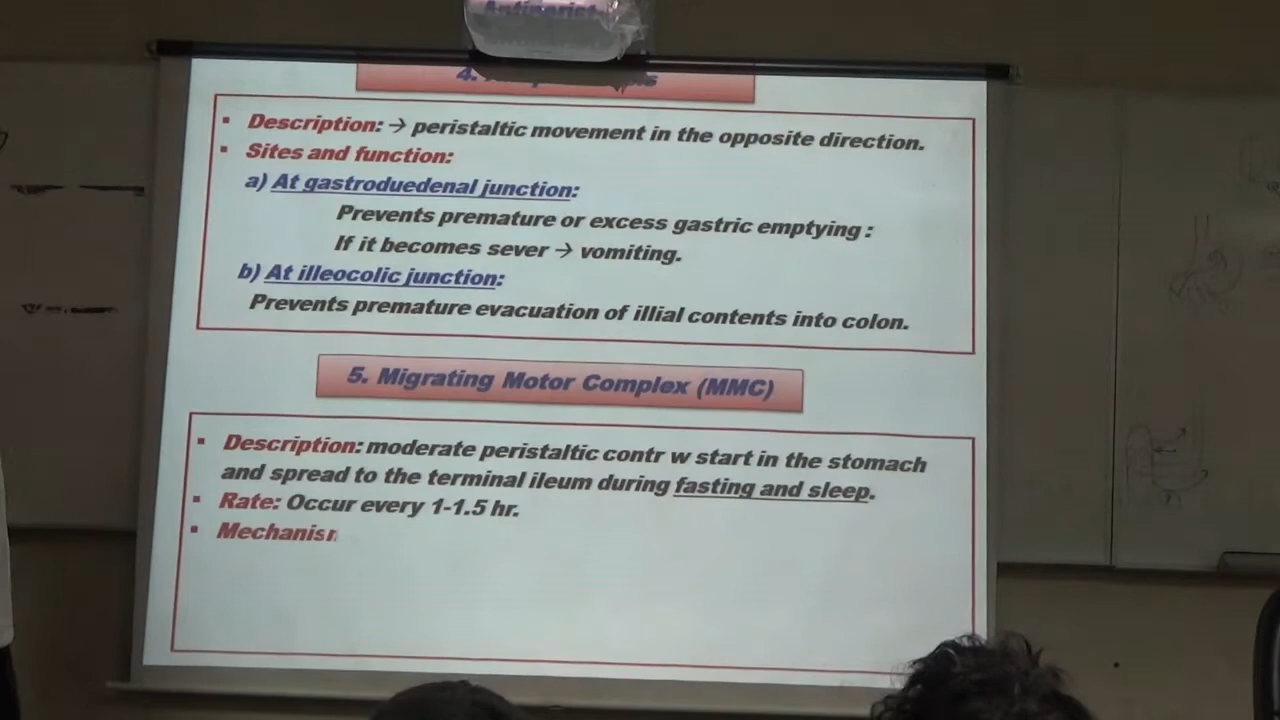 4.
Description: → peristaltic movement in the opposite direction.
Sites and function:
a) At gastroduedenal junction:
Prevents premature or excess gastric emptying :
If it becomes sever → vomiting.
b) At illeocolic junction:
Prevents premature evacuation of illial contents into colon.
5. Migrating Motor Complex (MMC)
Description: moderate peristaltic contr w start in the stomach
and spread to the terminal ileum during fasting and sleep.
Rate: Occur every 1-1.5 hr.
Mechanism